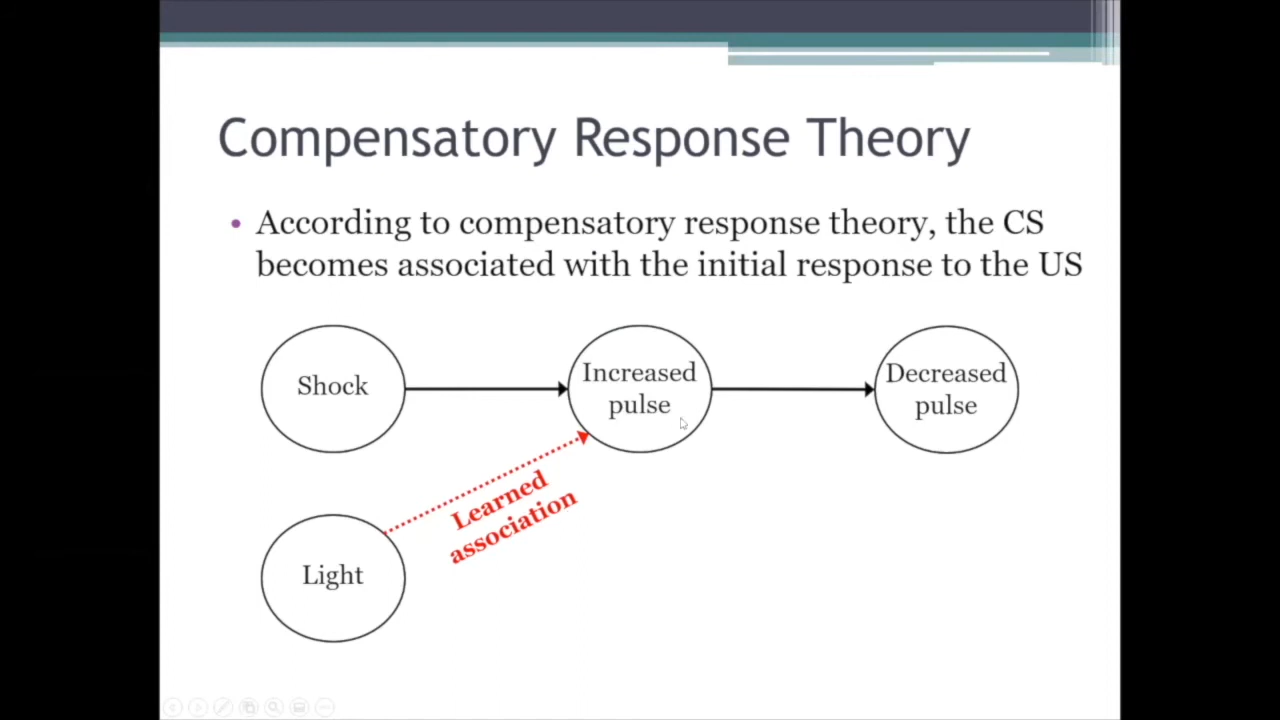 Compensatory Response Theory
• According to compensatory response theory, the CS
becomes associated with the initial response to the US
Shock
Increased
pulse
Decreased
pulse
Learned
association
Light